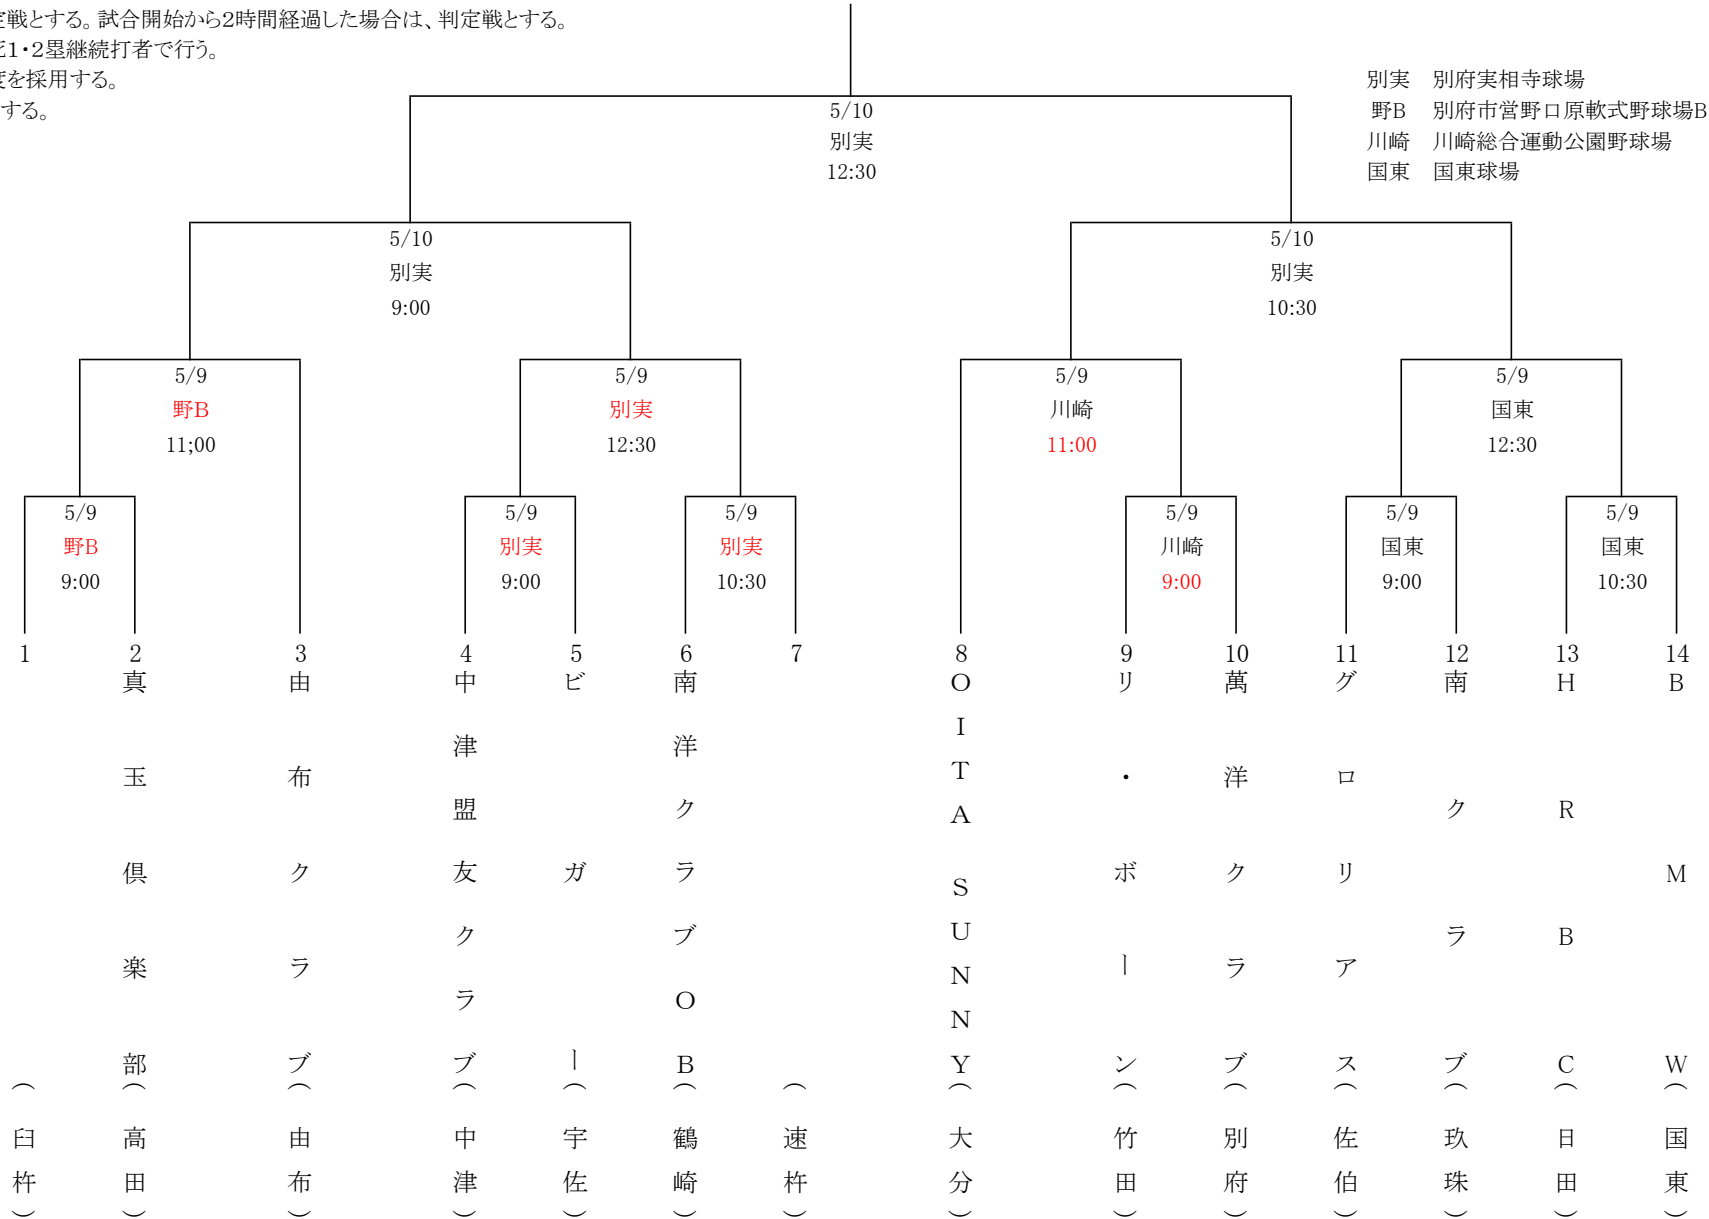 定戦とする。試合開始から2時間経過した場合は、判定戦とする。
死1・2塁継続打者で行う。
度を採用する。
する。
別実 別府実相寺球場
野B 別府市営野口原軟式野球場B
川崎 川崎総合運動公園野球場
国東 国東球場
5/10
別実
12:30
5/10
別実
9:00
5/10
別実
10:30
5/9
野B
11;00
5/9
別実
12:30
5/9
川崎
11:00
5/9
国東
12:30
5/9
野B
9:00
5/9
別実
9:00
5/9
別実
10:30
5/9
川崎
9:00
5/9
国東
9:00
5/9
国東
10:30
1
(臼杵)
2
真玉倶楽部(高田)
3
由布クラブ(由布)
4
中津盟友クラブ(中津)
5
ビガー(宇佐)
6
南洋クラブOB(鶴崎)
7
(速杵)
8
OITA SUNNY(大分)
9
リ・ボーン(竹田)
10
萬洋クラブ(別府)
11
グロリアス(佐伯)
12
南クラブ(玖珠)
13
HRBC(日田)
14
BMW(国東)